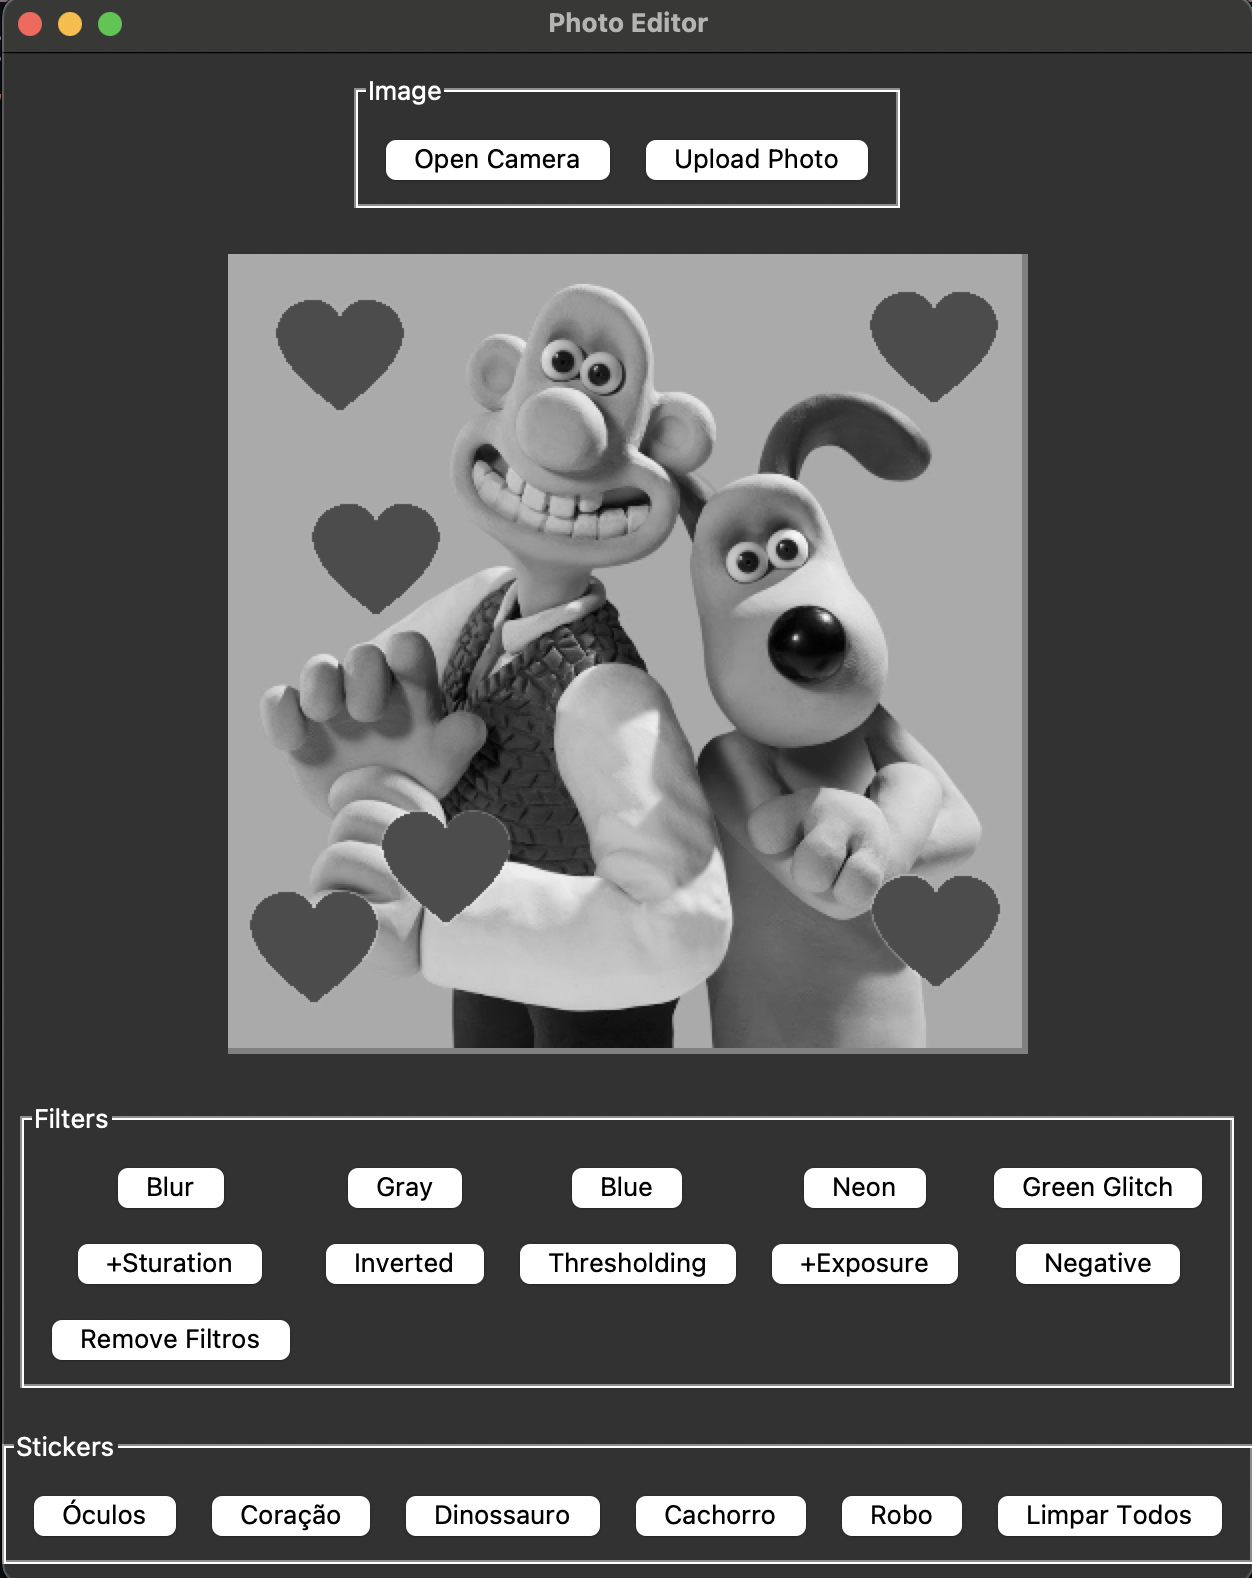 Photo Editor
Image
Open Camera Upload Photo
Filters
Blur Gray Blue Neon Green Glitch
+Sturation Inverted Thresholding +Exposure Negative
Remove Filtros
Stickers
Óculos Coração Dinossauro Cachorro Robo Limpar Todos